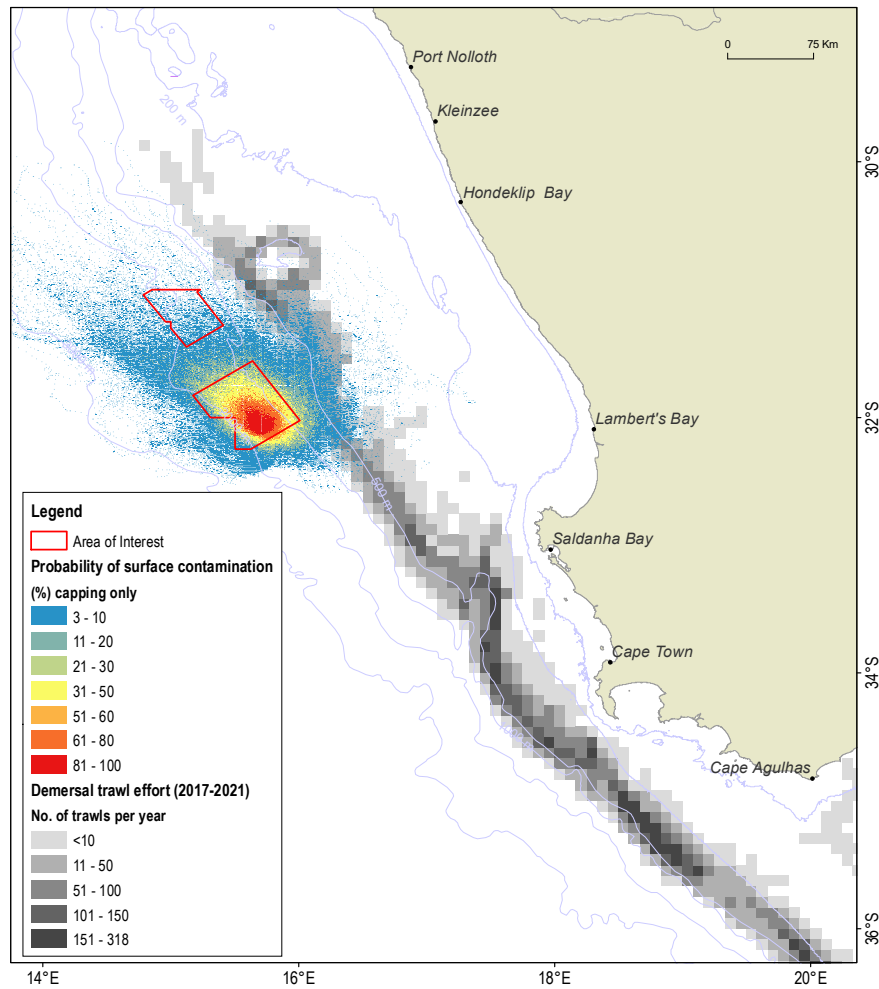 Port Nolloth
0 75 Km
Kleinzee
200 m
30°S
Hondeklip Bay
32°S
Lambert's Bay
500 m
Legend
Area of Interest
Saldanha Bay
Probability of surface contamination
(%) capping only
3 - 10
11 - 20
21 - 30
31 - 50
51 - 60
61 - 80
81 - 100
Cape Town
34°S
Cape Agulhas
Demersal trawl effort (2017-2021)
No. of trawls per year
<10
11 - 50
51 - 100
101 - 150
151 - 318
36°S
14°E 16°E 18°E 20°E